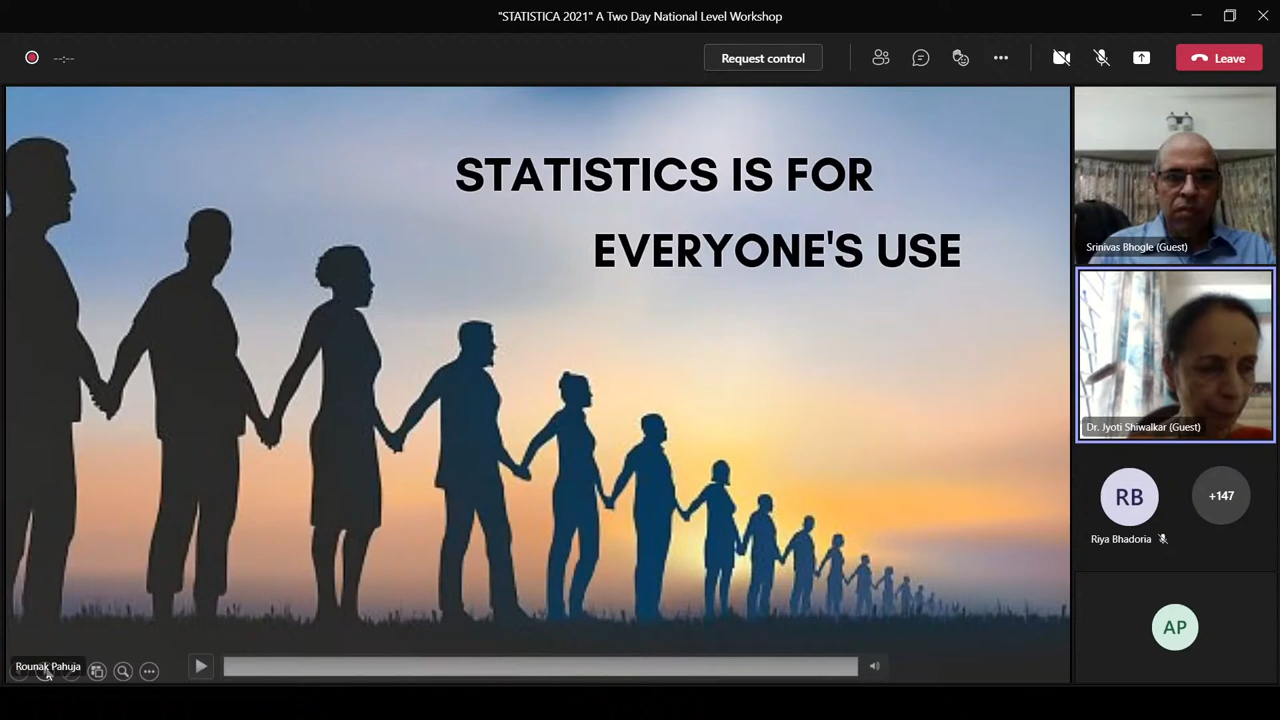 "STATISTICA 2021" A Two Day National Level Workshop
--:--
Request control
Leave
STATISTICS IS FOR
EVERYONE'S USE
Srinivas Bhogle (Guest)
Dr. Jyoti Shiwalkar (Guest)
RB
+147
Riya Bhadoria
AP
Rounak Pahuja